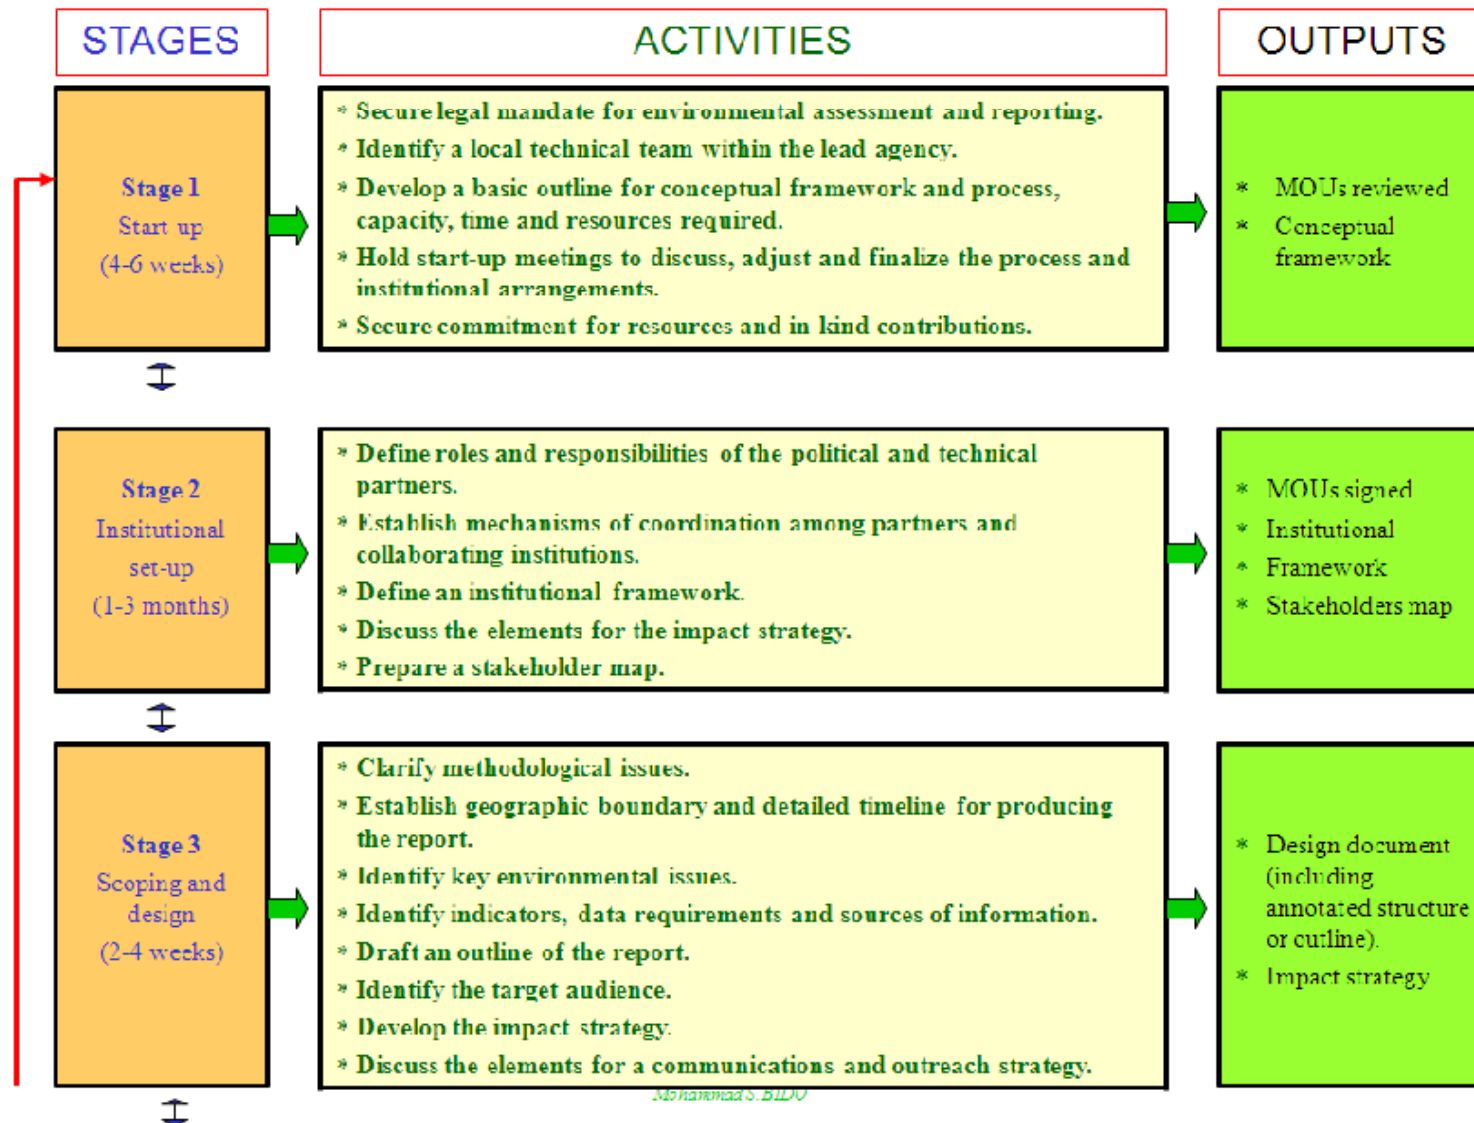 STAGES
ACTIVITIES
OUTPUTS
Stage 1
Start-up
(4-6 weeks)
* Secure legal mandate for environmental assessment and reporting.
* Identify a local technical team within the lead agency.
* Develop a basic outline for conceptual framework and process,
capacity, time and resources required.
* Hold start-up meetings to discuss, adjust and finalize the process and
institutional arrangements.
* Secure commitment for resources and in kind contributions.
* MOUs reviewed
* Conceptual
framework
Stage 2
Institutional
set-up
(1-3 months)
* Define roles and responsibilities of the political and technical
partners.
* Establish mechanisms of coordination among partners and
collaborating institutions.
* Define an institutional framework.
* Discuss the elements for the impact strategy.
* Prepare a stakeholder map.
* MOUs signed
* Institutional
* Framework
* Stakeholders map
Stage 3
Scoping and
design
(2-4 weeks)
* Clarify methodological issues.
* Establish geographic boundary and detailed timeline for producing
the report.
* Identify key environmental issues.
* Identify indicators, data requirements and sources of information.
* Draft an outline of the report.
* Identify the target audience.
* Develop the impact strategy.
* Discuss the elements for a communications and outreach strategy.
* Design document
(including
annotated structure
or outline).
* Impact strategy
Mohammad S. BIDO